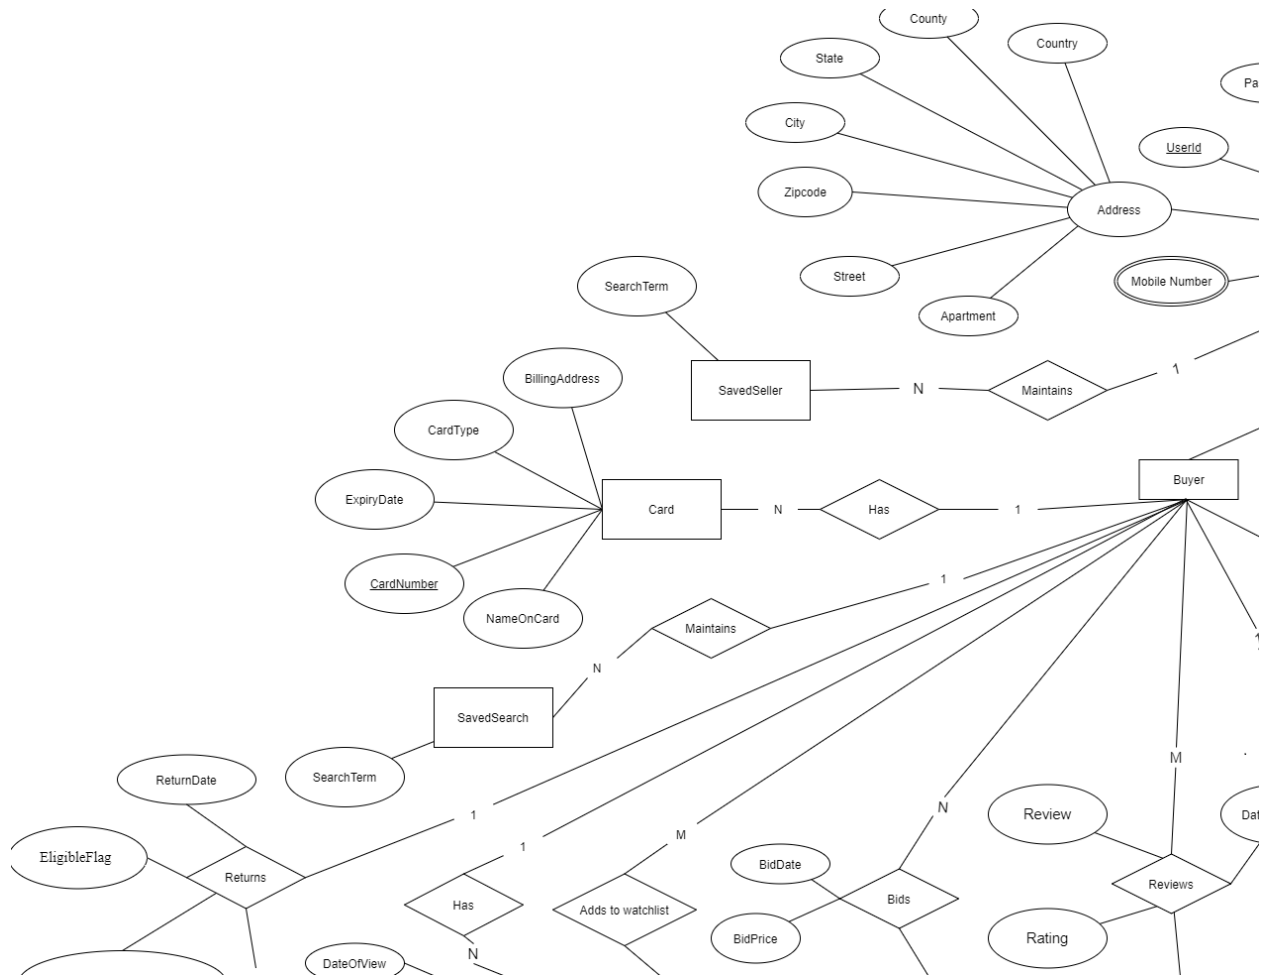 County
Country
State
Pa
City
UserId
Zipcode
Address
Street
Mobile Number
SearchTerm
Apartment
BillingAddress
SavedSeller
N
Maintains
1
CardType
Buyer
ExpiryDate
Card
N
Has
1
CardNumber
1
NameOnCard
Maintains
1
N
SavedSearch
ReturnDate
SearchTerm
M
N
Review
Dat
1
M
EligibleFlag
1
BidDate
Returns
Has
Adds to watchlist
Bids
Reviews
BidPrice
Rating
N
DateOfView